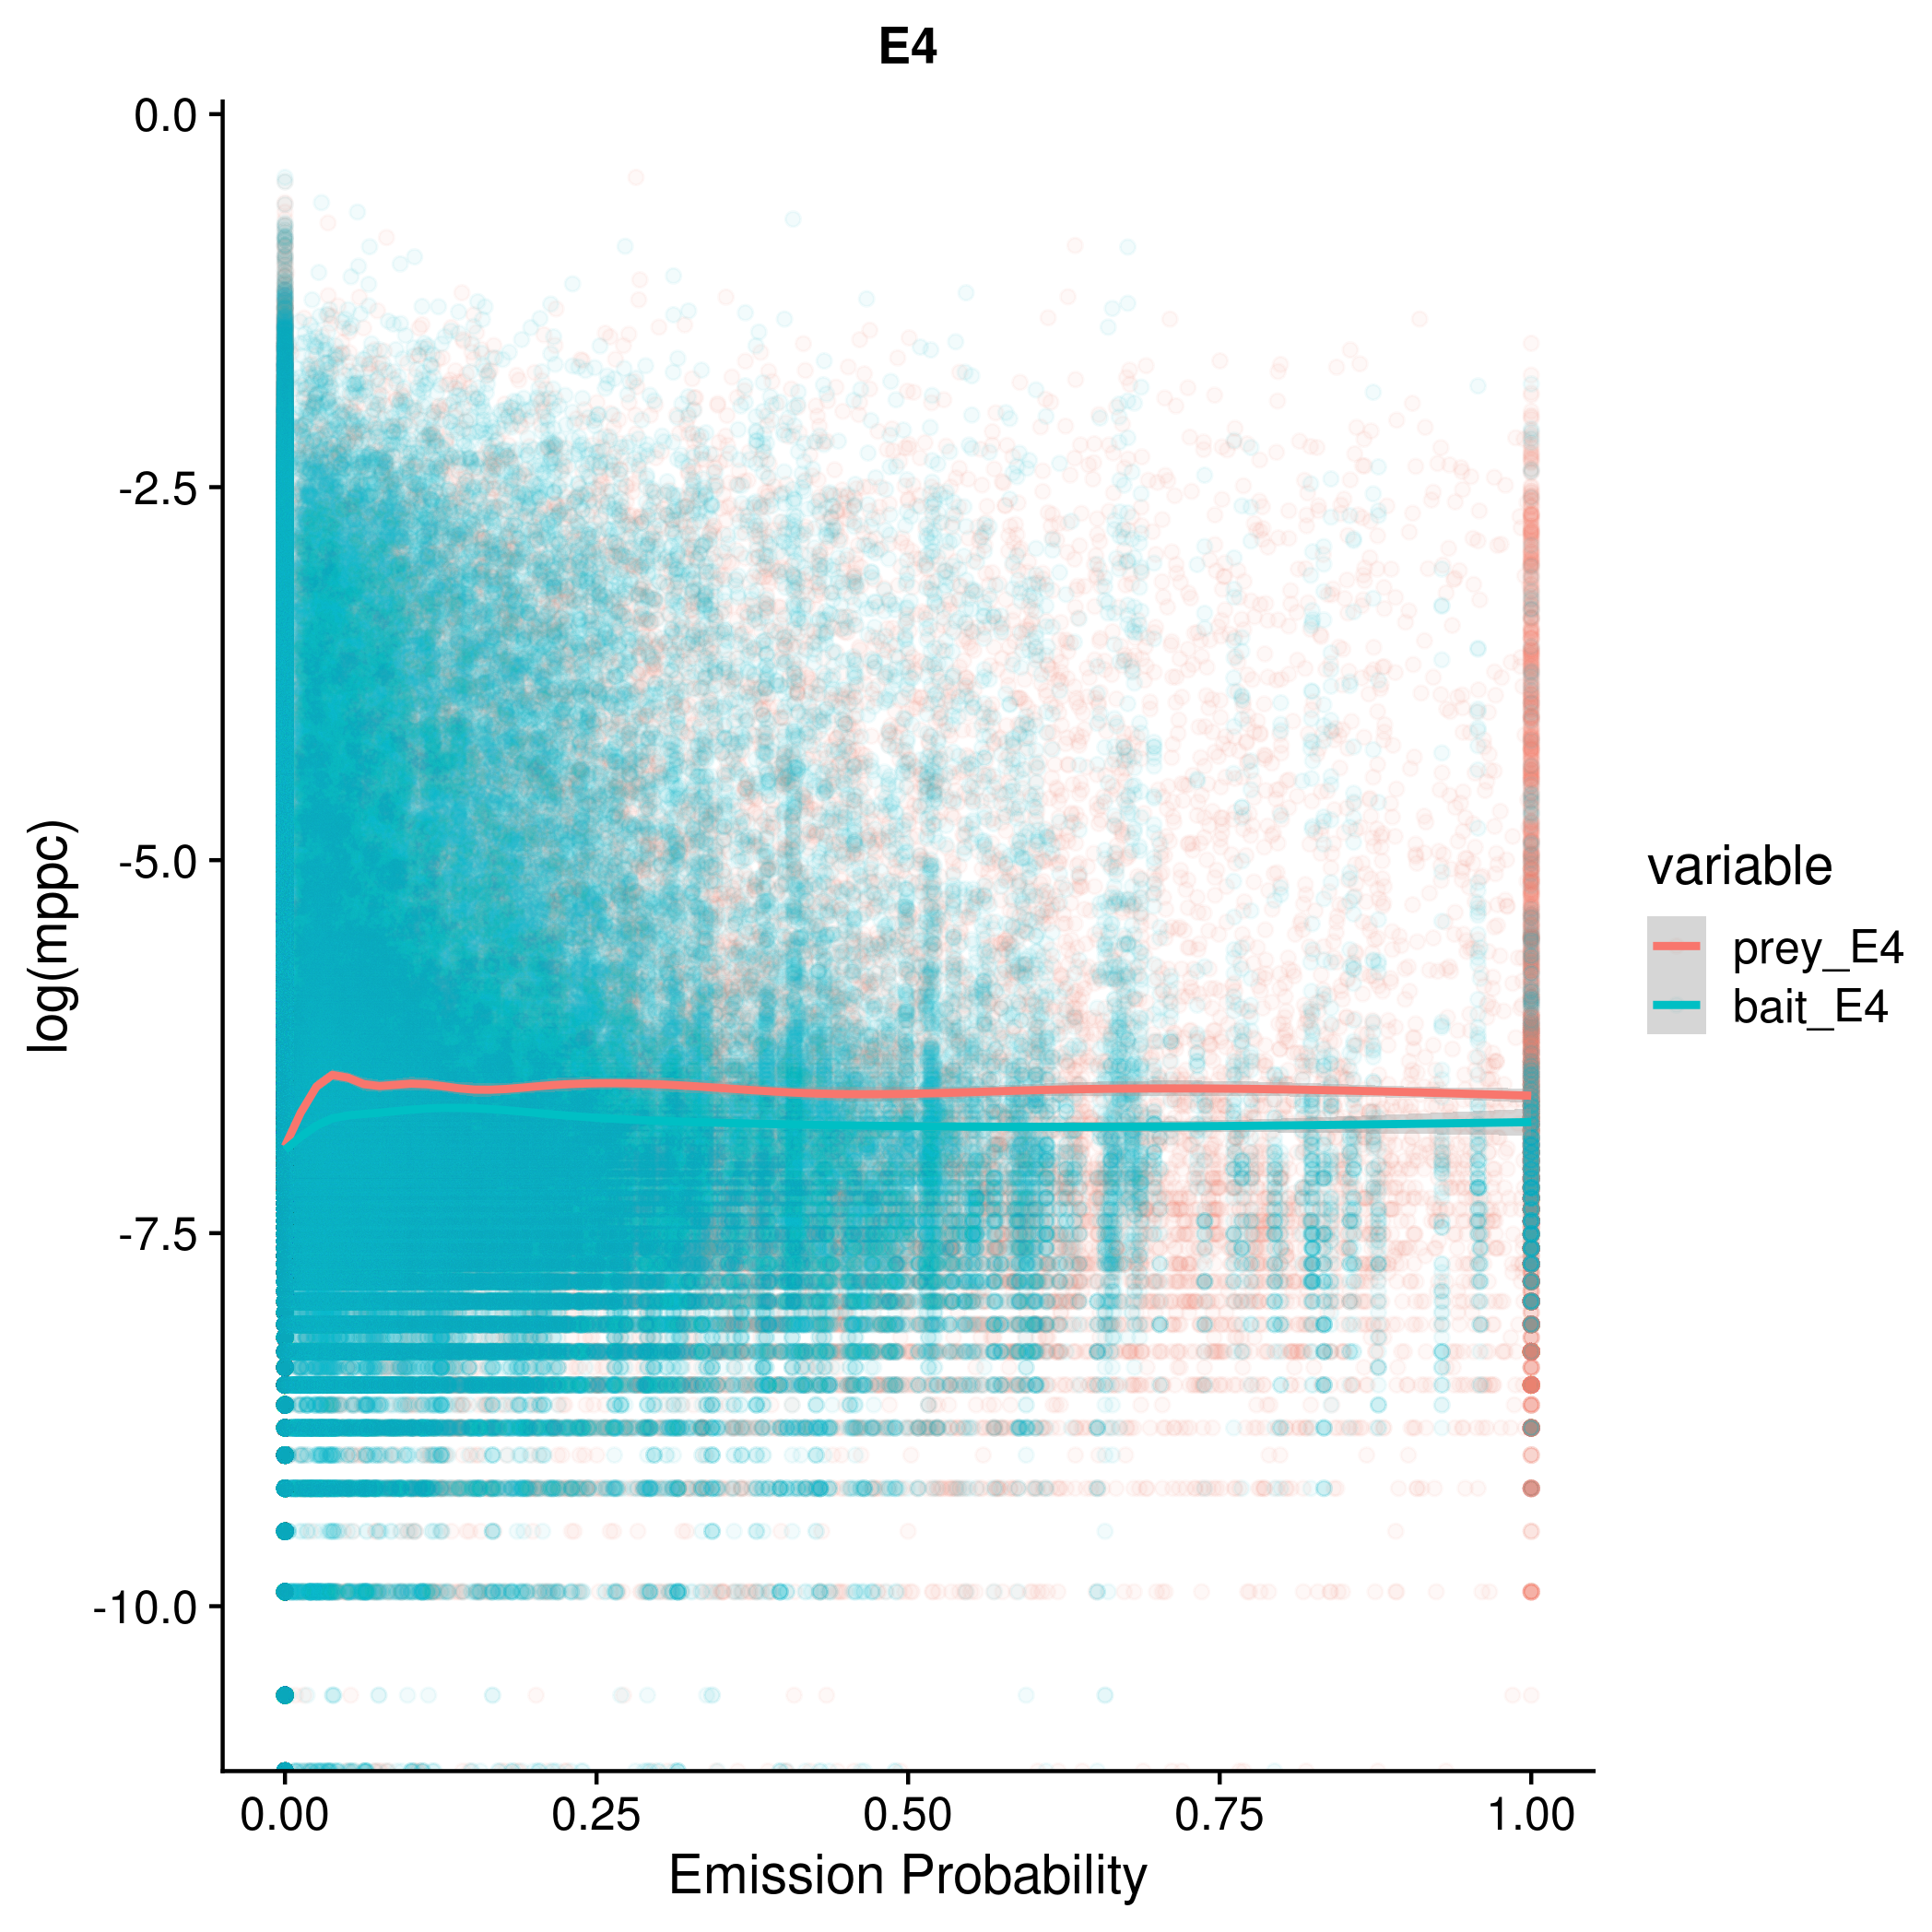 E4
0.0
-2.5
-5.0
-7.5
-10.0
log(mppc)
0.00 0.25 0.50 0.75 1.00
Emission Probability
variable
prey_E4
bait_E4